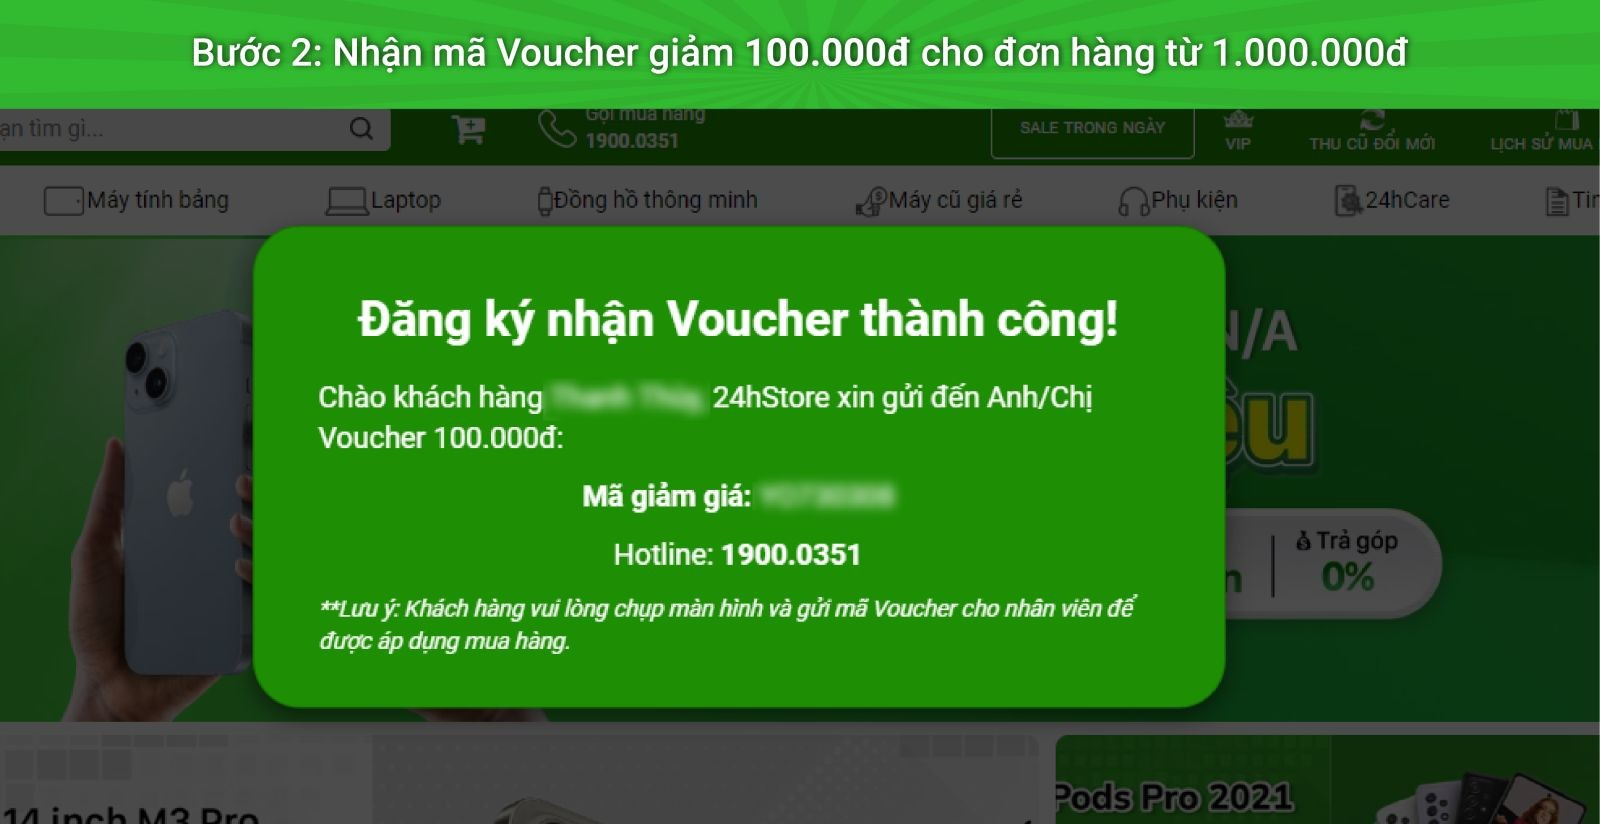 Bước 2: Nhận mã Voucher giảm 100.000đ cho đơn hàng từ 1.000.000đ
ạn tìm gì...
Gọi mua hàng
1900.0351
SALE TRONG NGÀY
VIP
THU CŨ ĐỔI MỚI
LỊCH SỬ MUA
Máy tính bảng
Laptop
Đồng hồ thông minh
Máy cũ giá rẻ
Phụ kiện
24hCare
Tin
N/A
Đăng ký nhận Voucher thành công!
Chào khách hàng 24hStore xin gửi đến Anh/Chị
Voucher 100.000đ:
Mã giảm giá:
Hotline: 1900.0351
**Lưu ý: Khách hàng vui lòng chụp màn hình và gửi mã Voucher cho nhân viên để
được áp dụng mua hàng.
Trả góp
0%
14 inch M3 Pro
Pods Pro 2021